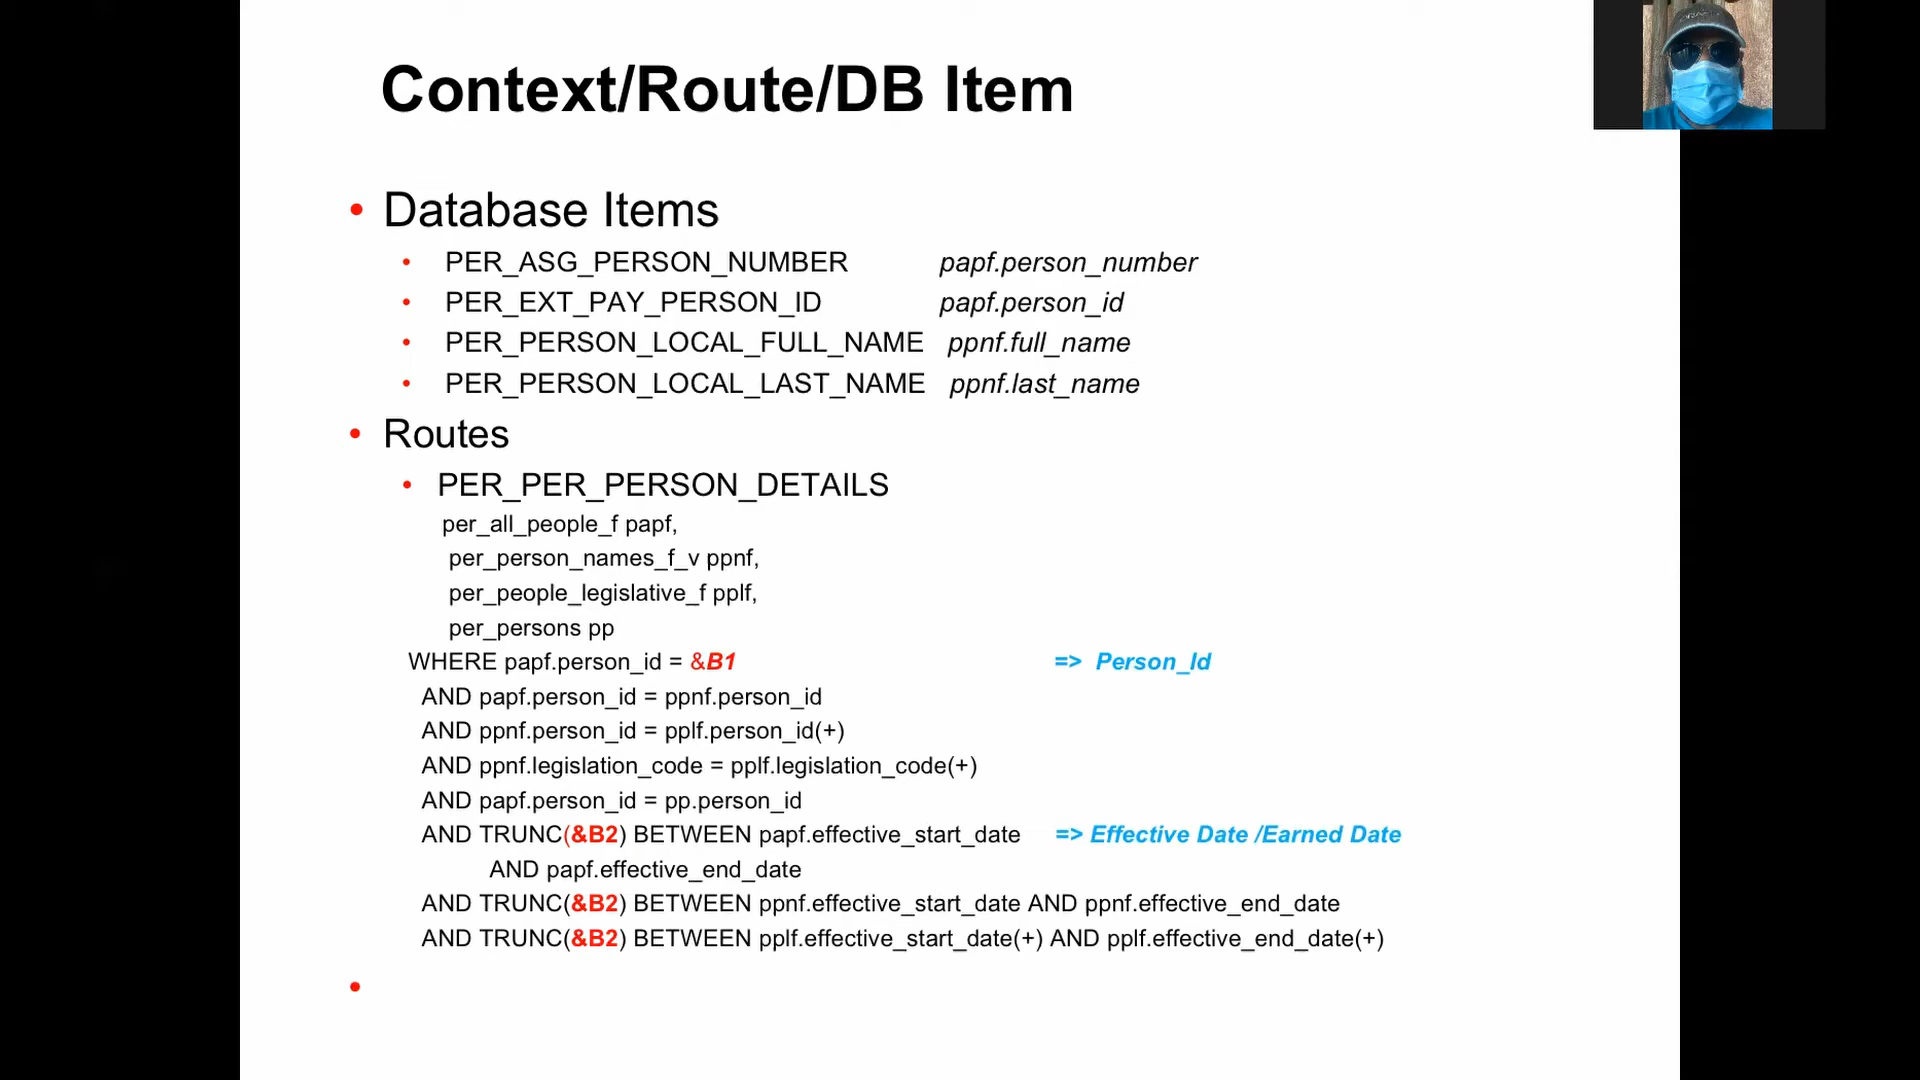 Context/Route/DB Item
• Database Items
• PER_ASG_PERSON_NUMBER papf.person_number
• PER_EXT_PAY_PERSON_ID papf.person_id
• PER_PERSON_LOCAL_FULL_NAME ppnf.full_name
• PER_PERSON_LOCAL_LAST_NAME ppnf.last_name
• Routes
• PER_PER_PERSON_DETAILS
per_all_people_f papf,
per_person_names_f_v ppnf,
per_people_legislative_f pplf,
per_persons pp
WHERE papf.person_id = &B1 => Person_Id
AND papf.person_id = ppnf.person_id
AND ppnf.person_id = pplf.person_id(+)
AND ppnf.legislation_code = pplf.legislation_code(+)
AND papf.person_id = pp.person_id
AND TRUNC(&B2) BETWEEN papf.effective_start_date => Effective Date /Earned Date
AND papf.effective_end_date
AND TRUNC(&B2) BETWEEN ppnf.effective_start_date AND ppnf.effective_end_date
AND TRUNC(&B2) BETWEEN pplf.effective_start_date(+) AND pplf.effective_end_date(+)
•